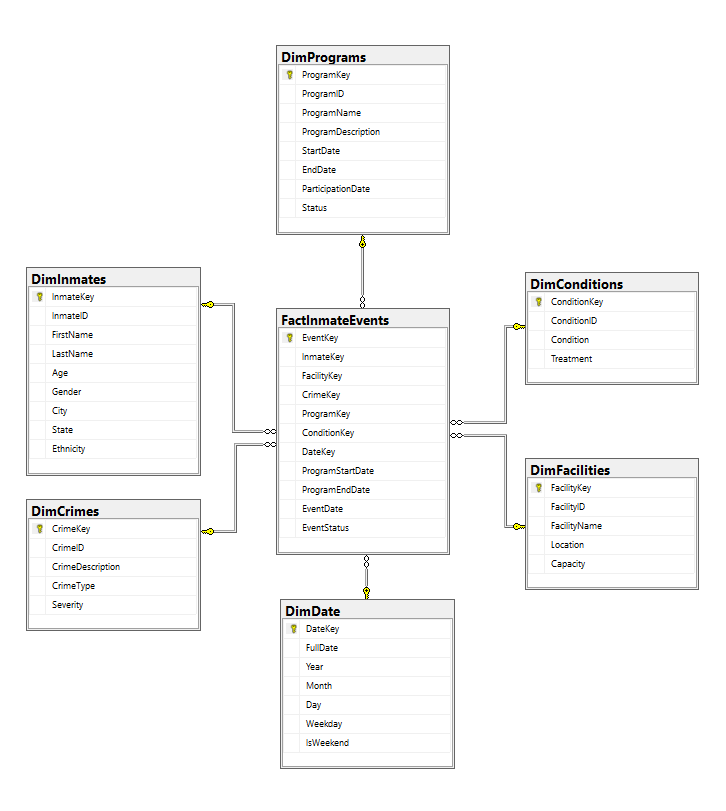 DimPrograms
ProgramKey
ProgramID
ProgramName
ProgramDescription
StartDate
EndDate
ParticipationDate
Status
DimInmates
InmateKey
InmateID
FirstName
LastName
Age
Gender
City
State
Ethnicity
DimCrimes
CrimeKey
CrimeID
CrimeDescription
CrimeType
Severity
FactInmateEvents
EventKey
InmateKey
FacilityKey
CrimeKey
ProgramKey
ConditionKey
DateKey
ProgramStartDate
ProgramEndDate
EventDate
EventStatus
DimConditions
ConditionKey
ConditionID
Condition
Treatment
DimFacilities
FacilityKey
FacilityID
FacilityName
Location
Capacity
DimDate
DateKey
FullDate
Year
Month
Day
Weekday
IsWeekend